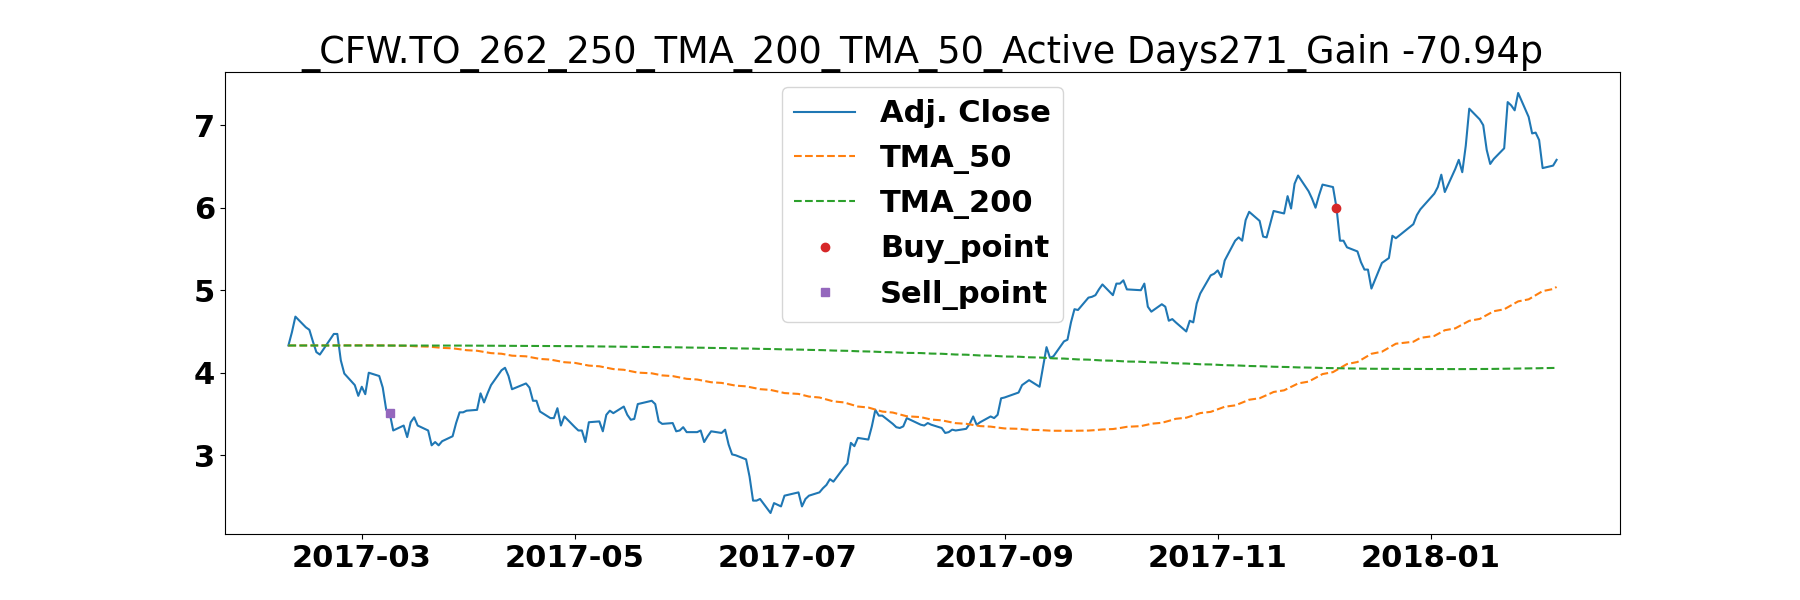 _CFW.TO_262_250_TMA_200_TMA_50_Active Days271_Gain -70.94p
Adj. Close
TMA_50
TMA_200
Buy_point
Sell_point
7
6
5
4
3
2017-03 2017-05 2017-07 2017-09 2017-11 2018-01